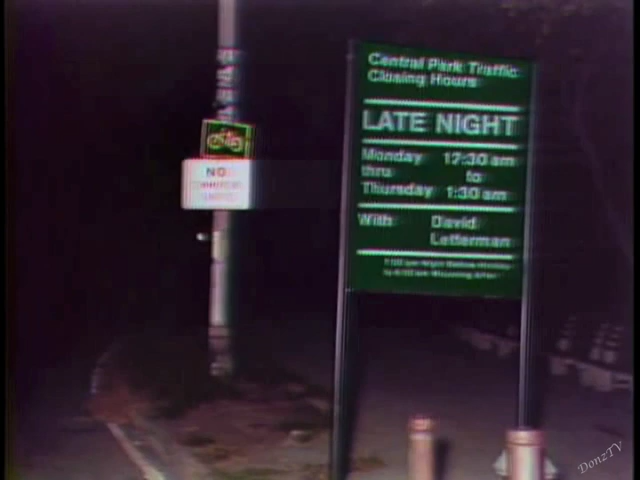 Central Park Traffic
Closing Hours
LATE NIGHT
Monday 12:30 am
thru to
Thursday 1:30 am
With David
Letterman
NO
DonzTV